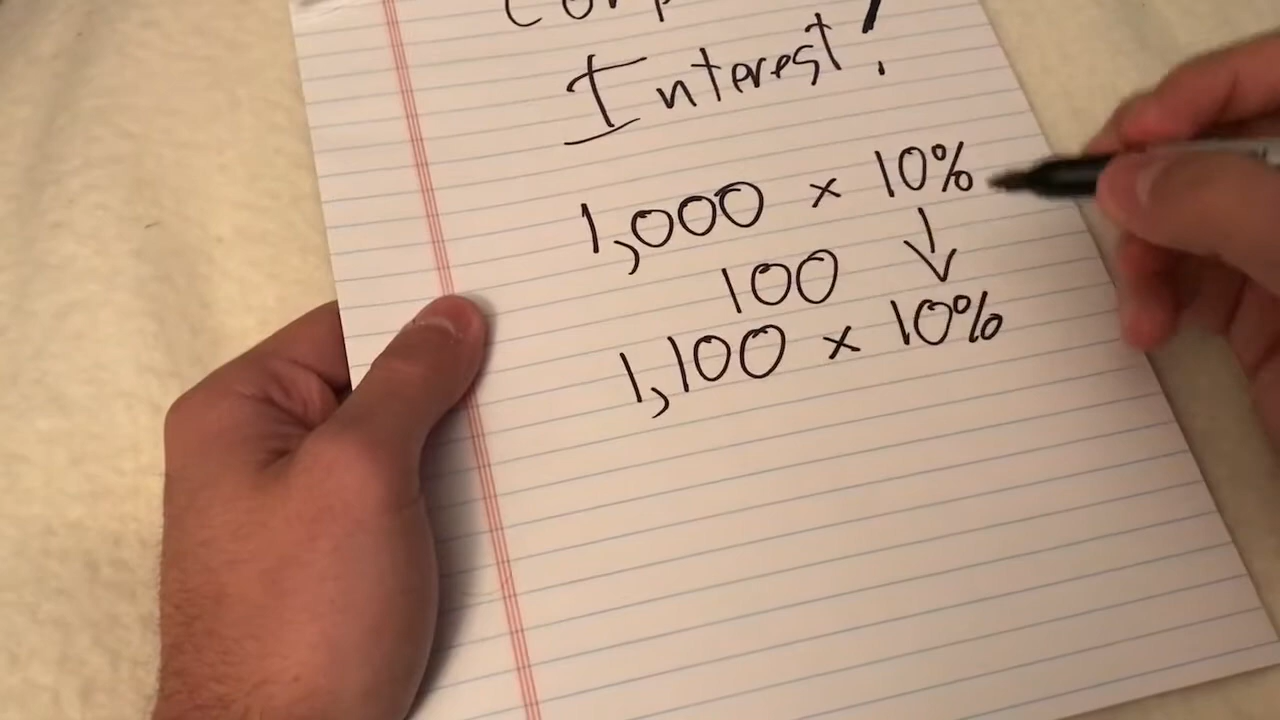 Interest!
1,000 × 10%
100 ↓
1,100 × 10%